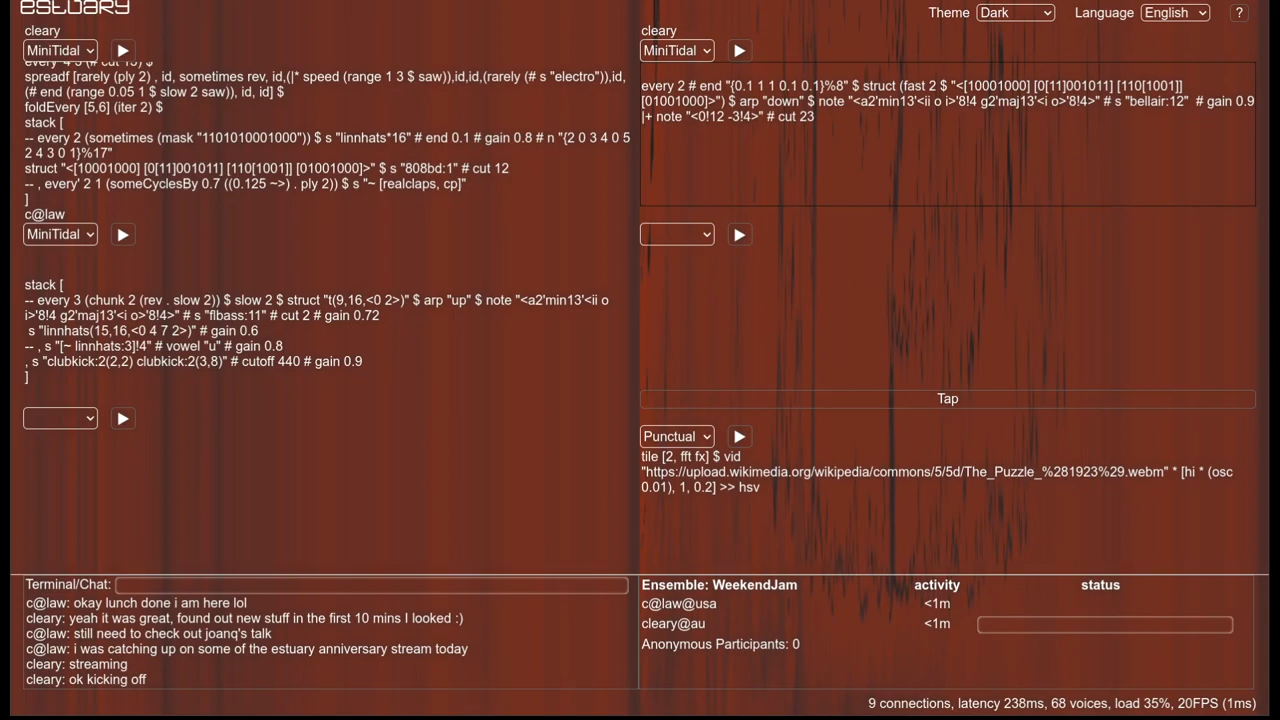 estuary
Theme Dark Language English ?
cleary
MiniTidal
every 4 3 (# cut 15) $
spreadf [rarely (ply 2) , id, sometimes rev, id,(|* speed (range 1 3 $ saw)),id,id,(rarely (# s "electro")),id,
(# end (range 0.05 1 $ slow 2 saw)), id, id] $
foldEvery [5,6] (iter 2) $
stack [
-- every 2 (sometimes (mask "1101010001000")) $ s "linnhats*16" # end 0.1 # gain 0.8 # n "{2 0 3 4 0 5
2 4 3 0 1}%17"
struct "<[10001000] [0[11]001011] [110[1001]] [01001000]>" $ s "808bd:1" # cut 12
-- , every' 2 1 (someCyclesBy 0.7 ((0.125 ~>) . ply 2)) $ s "~ [realclaps, cp]"
]
cleary
MiniTidal
every 2 # end "{0.1 1 1 0.1 0.1}%8" $ struct (fast 2 $ "<[10001000] [0[11]001011] [110[1001]]
[01001000]>") $ arp "down" $ note "<a2'min13'<ii o i>'8!4 g2'maj13'<i o>'8!4>" # s "bellair:12" # gain 0.9
|+ note "<0!12 -3!4>" # cut 23
c@law
MiniTidal
stack [
-- every 3 (chunk 2 (rev . slow 2)) $ slow 2 $ struct "t(9,16,<0 2>)" $ arp "up" $ note "<a2'min13'<ii o
i>'8!4 g2'maj13'<i o>'8!4>" # s "flbass:11" # cut 2 # gain 0.72
s "linnhats(15,16,<0 4 7 2>)" # gain 0.6
-- , s "[~ linnhats:3]!4" # vowel "u" # gain 0.8
, s "clubkick:2(2,2) clubkick:2(3,8)" # cutoff 440 # gain 0.9
]
Tap
Punctual
tile [2, fft fx] $ vid
"https://upload.wikimedia.org/wikipedia/commons/5/5d/The_Puzzle_%281923%29.webm" * [hi * (osc
0.01), 1, 0.2] >> hsv
Terminal/Chat:
c@law: okay lunch done i am here lol
cleary: yeah it was great, found out new stuff in the first 10 mins I looked :)
c@law: still need to check out joanq's talk
c@law: i was catching up on some of the estuary anniversary stream today
cleary: streaming
cleary: ok kicking off
Ensemble: WeekendJam activity status
c@law@usa <1m
cleary@au <1m
Anonymous Participants: 0
9 connections, latency 238ms, 68 voices, load 35%, 20FPS (1ms)